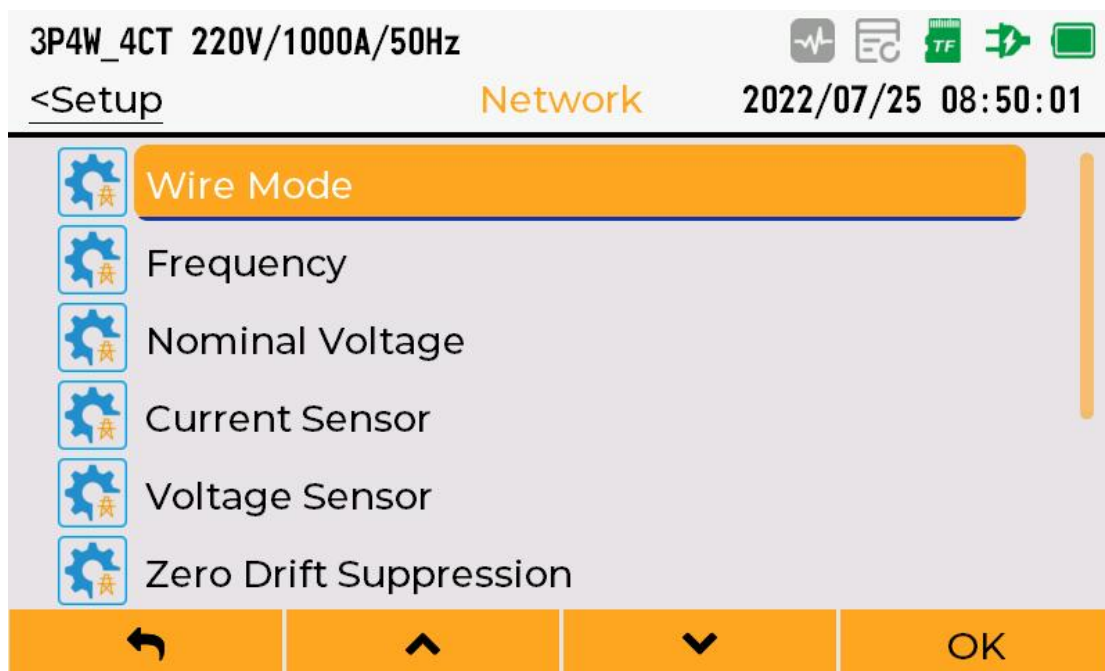 3P4W_4CT 220V/1000A/50Hz TF
<Setup Network 2022/07/25 08:50:01
Wire Mode
Frequency
Nominal Voltage
Current Sensor
Voltage Sensor
Zero Drift Suppression
OK